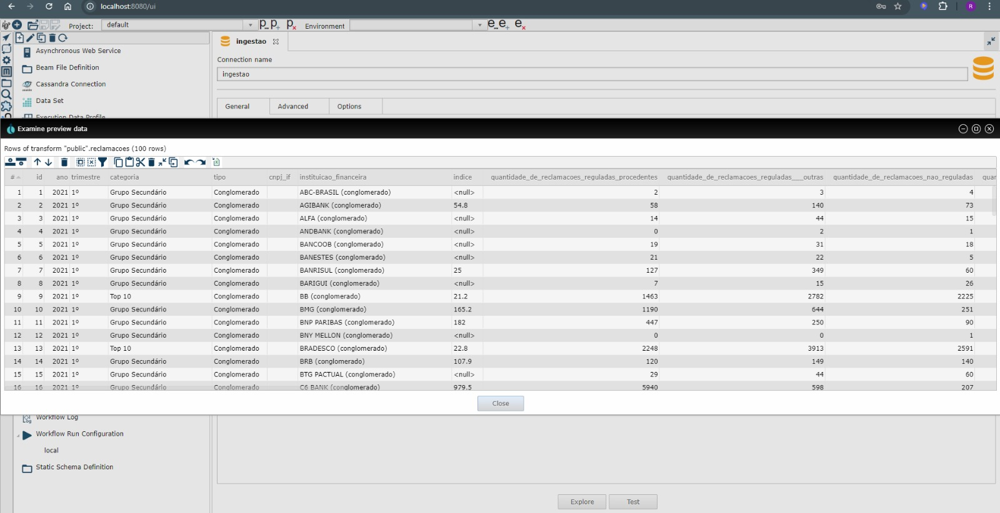 localhost:8080/ui
R
Project: default
p... p+ px Environment e... e+ ex
Asynchronous Web Service
Beam File Definition
Cassandra Connection
Data Set
Execution Data Profile
ingestao
Connection name
ingestao
General Advanced Options
Examine preview data
Rows of transform "public".reclamacoes (100 rows)
# id ano trimestre categoria tipo cnpj_if instituicao_financeira indice quantidade_de_reclamacoes_reguladas_procedentes quantidade_de_reclamacoes_reguladas___outras quantidade_de_reclamacoes_nao_reguladas quar
1 1 2021 1º Grupo Secundário Conglomerado ABC-BRASIL (conglomerado) <null> 2 3 4
2 2 2021 1º Grupo Secundário Conglomerado AGIBANK (conglomerado) 54.8 58 140 73
3 3 2021 1º Grupo Secundário Conglomerado ALFA (conglomerado) <null> 14 44 15
4 4 2021 1º Grupo Secundário Conglomerado ANDBANK (conglomerado) <null> 0 2 1
5 5 2021 1º Grupo Secundário Conglomerado BANCOOB (conglomerado) <null> 19 31 18
6 6 2021 1º Grupo Secundário Conglomerado BANESTES (conglomerado) <null> 21 22 5
7 7 2021 1º Grupo Secundário Conglomerado BANRISUL (conglomerado) 25 127 349 60
8 8 2021 1º Grupo Secundário Conglomerado BARIGUI (conglomerado) <null> 7 15 26
9 9 2021 1º Top 10 Conglomerado BB (conglomerado) 21.2 1463 2782 2225
10 10 2021 1º Grupo Secundário Conglomerado BMG (conglomerado) 165.2 1190 644 251
11 11 2021 1º Grupo Secundário Conglomerado BNP PARIBAS (conglomerado) 182 447 250 90
12 12 2021 1º Grupo Secundário Conglomerado BNY MELLON (conglomerado) <null> 0 0 1
13 13 2021 1º Top 10 Conglomerado BRADESCO (conglomerado) 22.8 2248 3913 2591
14 14 2021 1º Grupo Secundário Conglomerado BRB (conglomerado) 107.9 120 149 140
15 15 2021 1º Grupo Secundário Conglomerado BTG PACTUAL (conglomerado) <null> 29 44 60
16 16 2021 1º Grupo Secundário Conglomerado C6 BANK (conglomerado) 979.5 5940 598 207
Close
Workflow Log
Workflow Run Configuration
local
Static Schema Definition
Explore Test